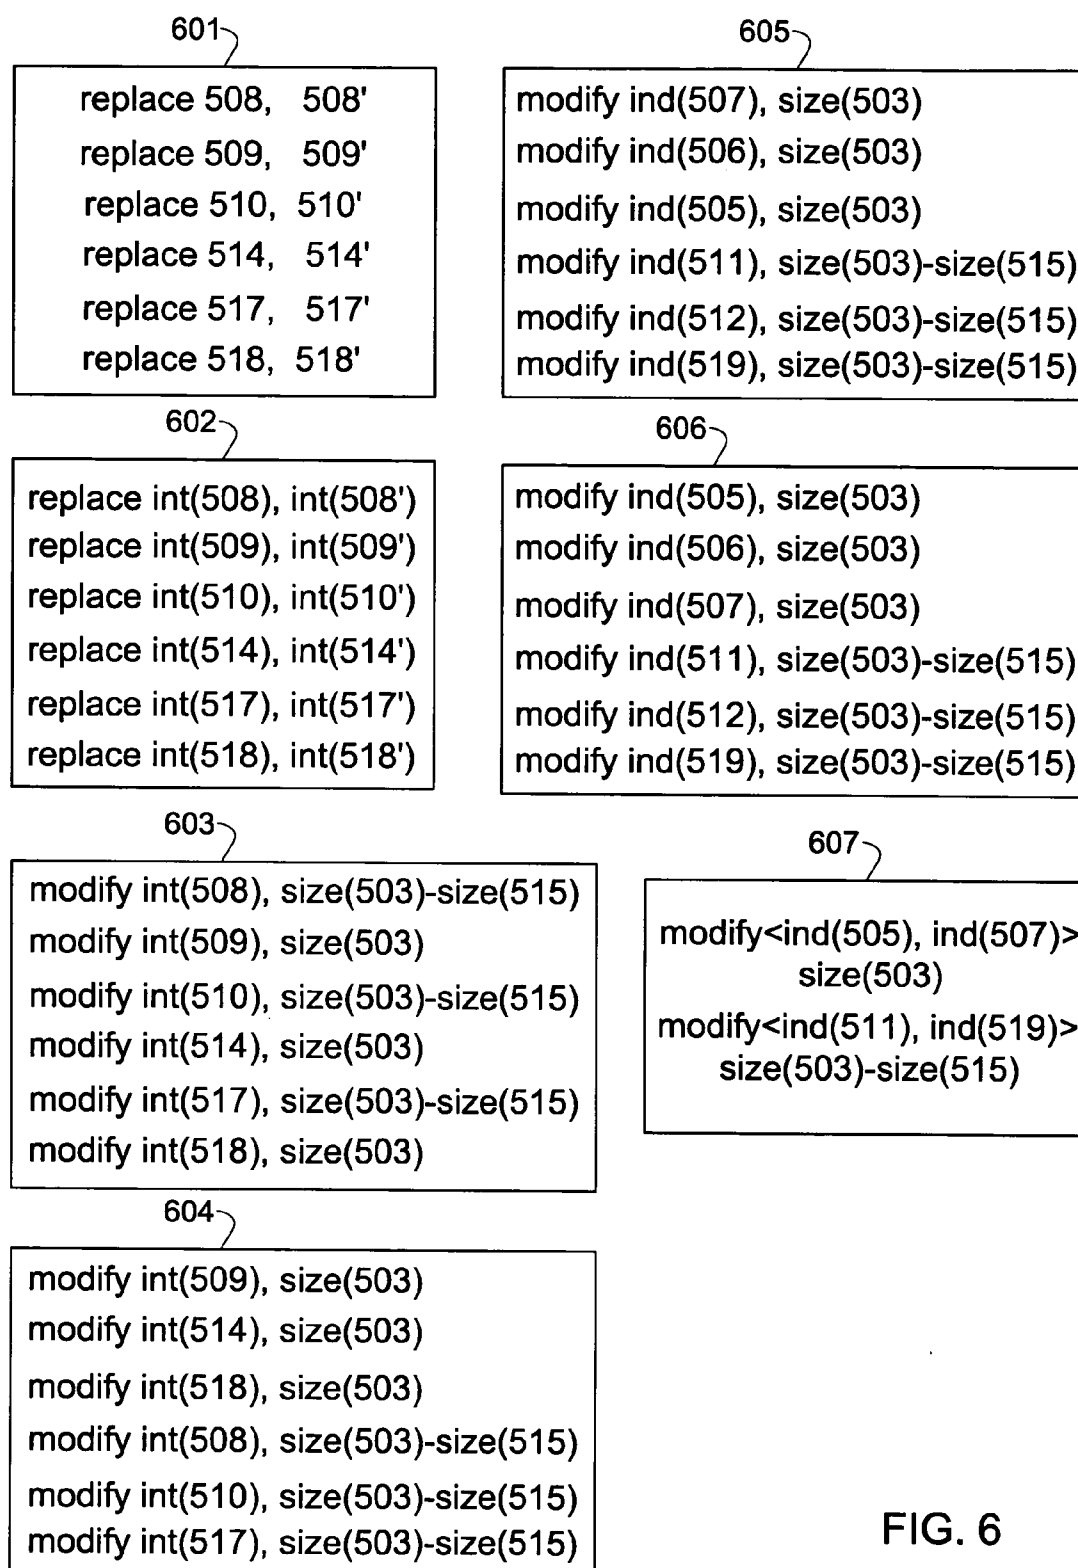 601
replace 508, 508'
replace 509, 509'
replace 510, 510'
replace 514, 514'
replace 517, 517'
replace 518, 518'
602
replace int(508), int(508')
replace int(509), int(509')
replace int(510), int(510')
replace int(514), int(514')
replace int(517), int(517')
replace int(518), int(518')
603
modify int(508), size(503)-size(515)
modify int(509), size(503)
modify int(510), size(503)-size(515)
modify int(514), size(503)
modify int(517), size(503)-size(515)
modify int(518), size(503)
604
modify int(509), size(503)
modify int(514), size(503)
modify int(518), size(503)
modify int(508), size(503)-size(515)
modify int(510), size(503)-size(515)
modify int(517), size(503)-size(515)
605
modify ind(507), size(503)
modify ind(506), size(503)
modify ind(505), size(503)
modify ind(511), size(503)-size(515)
modify ind(512), size(503)-size(515)
modify ind(519), size(503)-size(515)
606
modify ind(505), size(503)
modify ind(506), size(503)
modify ind(507), size(503)
modify ind(511), size(503)-size(515)
modify ind(512), size(503)-size(515)
modify ind(519), size(503)-size(515)
607
modify<ind(505), ind(507)>
size(503)
modify<ind(511), ind(519)>
size(503)-size(515)
FIG. 6